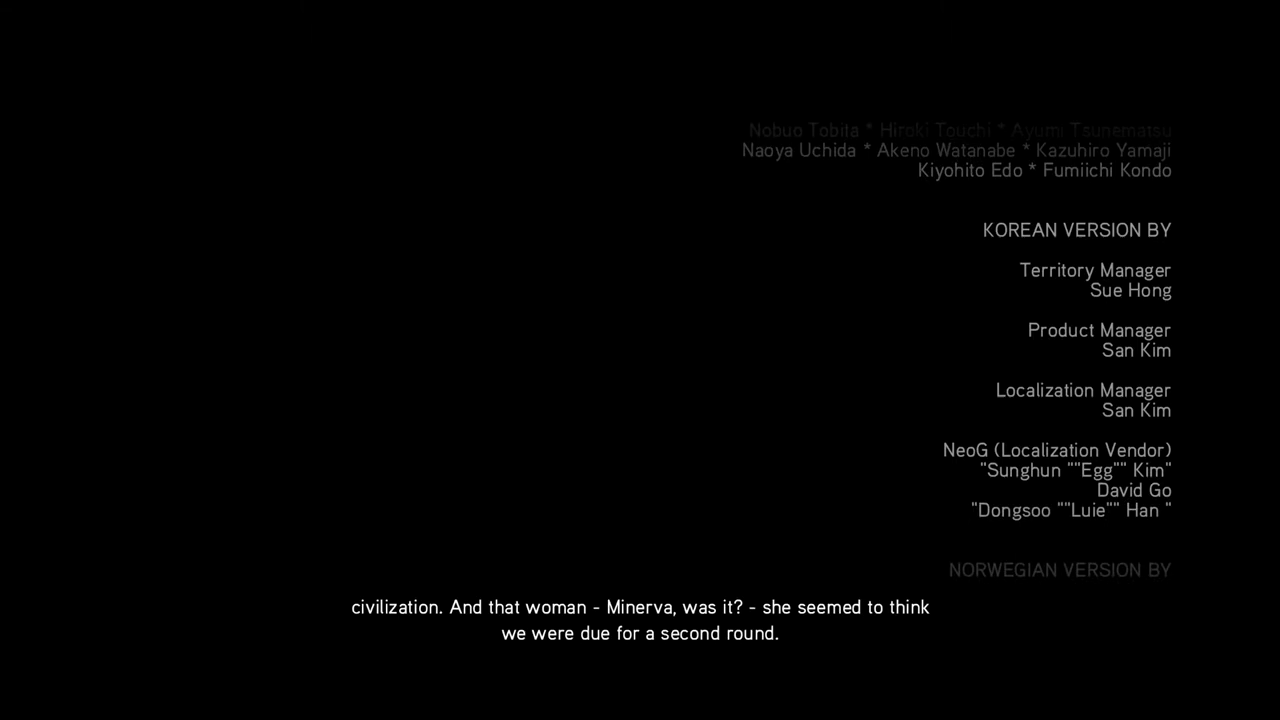 Nobuo Tobita * Hiroki Touchi * Ayumi Tsunematsu
Naoya Uchida * Akeno Watanabe * Kazuhiro Yamaji
Kiyohito Edo * Fumiichi Kondo
KOREAN VERSION BY
Territory Manager
Sue Hong
Product Manager
San Kim
Localization Manager
San Kim
NeoG (Localization Vendor)
"Sunghun ""Egg"" Kim"
David Go
"Dongsoo ""Luie"" Han "
NORWEGIAN VERSION BY
civilization. And that woman - Minerva, was it? - she seemed to think
we were due for a second round.